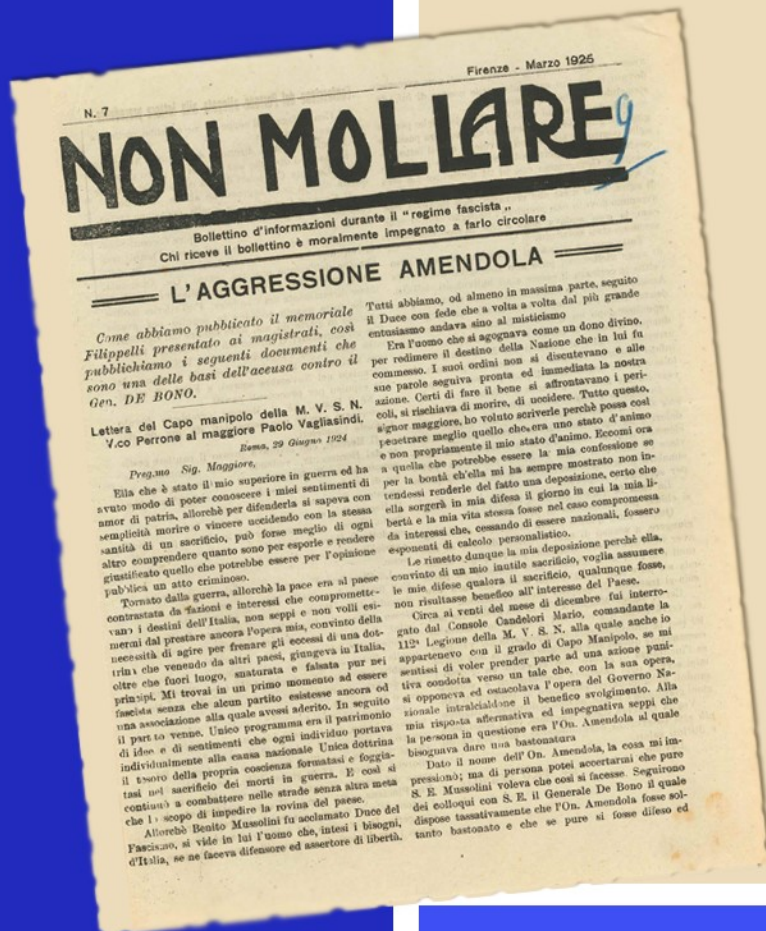 N. 7
Firenze - Marzo 1925
NON MOLLARE
9
Bollettino d'informazioni durante il "regime fascista „
Chi riceve il bollettino è moralmente impegnato a farlo circolare
L'AGGRESSIONE AMENDOLA
Come abbiamo pubblicato il memoriale
Filippelli presentato ai magistrati, così
pubblichiamo i seguenti documenti che
sono una delle basi dell'accusa contro il
Gen. DE BONO.
Lettera del Capo manipolo della M. V. S. N.
V.co Perrone al maggiore Paolo Vagliasindi.
Roma, 29 Giugno 1924
Preg.mo Sig. Maggiore,
Ella che è stato il mio superiore in guerra ed ha
avuto modo di poter conoscere i miei sentimenti di
amor di patria, allorchè per difenderla si sapeva con
semplicità morire o vincere uccidendo con la stessa
santità di un sacrificio, può forse meglio di ogni
altro comprendere quanto sono per esporle e rendere
giustificato quello che potrebbe essere per l'opinione
pubblica un atto criminoso.
Tornato dalla guerra, allorchè la pace era al paese
contrastata da fazioni e interessi che compromette-
vano i destini dell'Italia, non seppi e non volli esi-
mermi dal prestare ancora l'opera mia, convinto della
necessità di agire per frenare gli eccessi di una dot-
trina che venendo da altri paesi, giungeva in Italia,
oltre che fuori luogo, snaturata e falsata pur nei
principi. Mi trovai in un primo momento ad essere
fascista senza che alcun partito esistesse ancora od
una associazione alla quale avessi aderito. In seguito
il partito venne. Unico programma era il patrimonio
di idee e di sentimenti che ogni individuo portava
individualmente alla causa nazionale Unica dottrina
il tesoro della propria coscienza formatasi e foggia-
tasi nel sacrificio dei morti in guerra. E così si
continuò a combattere nelle strade senza altra meta
che lo scopo di impedire la rovina del paese.
Allorchè Benito Mussolini fu acclamato Duce del
Fascismo, si vide in lui l'uomo che, intesi i bisogni,
d'Italia, se ne faceva difensore ed assertore di libertà.
Tutti abbiamo, od almeno in massima parte, seguito
il Duce con fede che a volta a volta dal più grande
entusiasmo andava sino al misticismo
Era l'uomo che si agognava come un dono divino,
per redimere il destino della Nazione che in lui fu
commesso. I suoi ordini non si discutevano e alle
sue parole seguiva pronta ed immediata la nostra
azione. Certi di fare il bene si affrontavano i peri-
coli, si rischiava di morire, di uccidere. Tutto questo,
signor maggiore, ho voluto scriverle perchè possa così
penetrare meglio quello che era uno stato d'animo
e non propriamente il mio stato d'animo. Eccomi ora
a quella che potrebbe essere la mia confessione se
per la bontà ch'ella mi ha sempre mostrato non in-
tendessi renderle del fatto una deposizione, certo che
ella sorgerà in mia difesa il giorno in cui la mia li-
bertà e la mia vita stessa fosse nel caso compromessa
da interessi che, cessando di essere nazionali, fossero
esponenti di calcolo personalistico.
Le rimetto dunque la mia deposizione perchè ella,
convinto di un mio inutile sacrificio, voglia assumere
le mie difese qualora il sacrificio, qualunque fosse,
non risultasse benefico all'interesse del Paese.
Circa ai venti del mese di dicembre fui interro-
gato dal Console Candelori Mario, comandante la
112ª Legione della M. V. S. N. alla quale anche io
appartenevo con il grado di Capo Manipolo, se mi
sentissi di voler prender parte ad una azione puni-
tiva condotta verso un tale che, con la sua opera,
si opponeva ed ostacolava l'opera del Governo Na-
zionale intralciandone il benefico svolgimento. Alla
mia risposta affermativa ed impegnativa seppi che
la persona in questione era l'On. Amendola al quale
bisognava dare una bastonatura
Dato il nome dell'On. Amendola, la cosa mi im-
pressionò; ma di persona potei accertarmi che pure
S. E. Mussolini voleva che così si facesse. Seguirono
dei colloqui con S. E. il Generale De Bono il quale
dispose tassativamente che l'On. Amendola fosse sol-
tanto bastonato e che se pure si fosse difeso ed